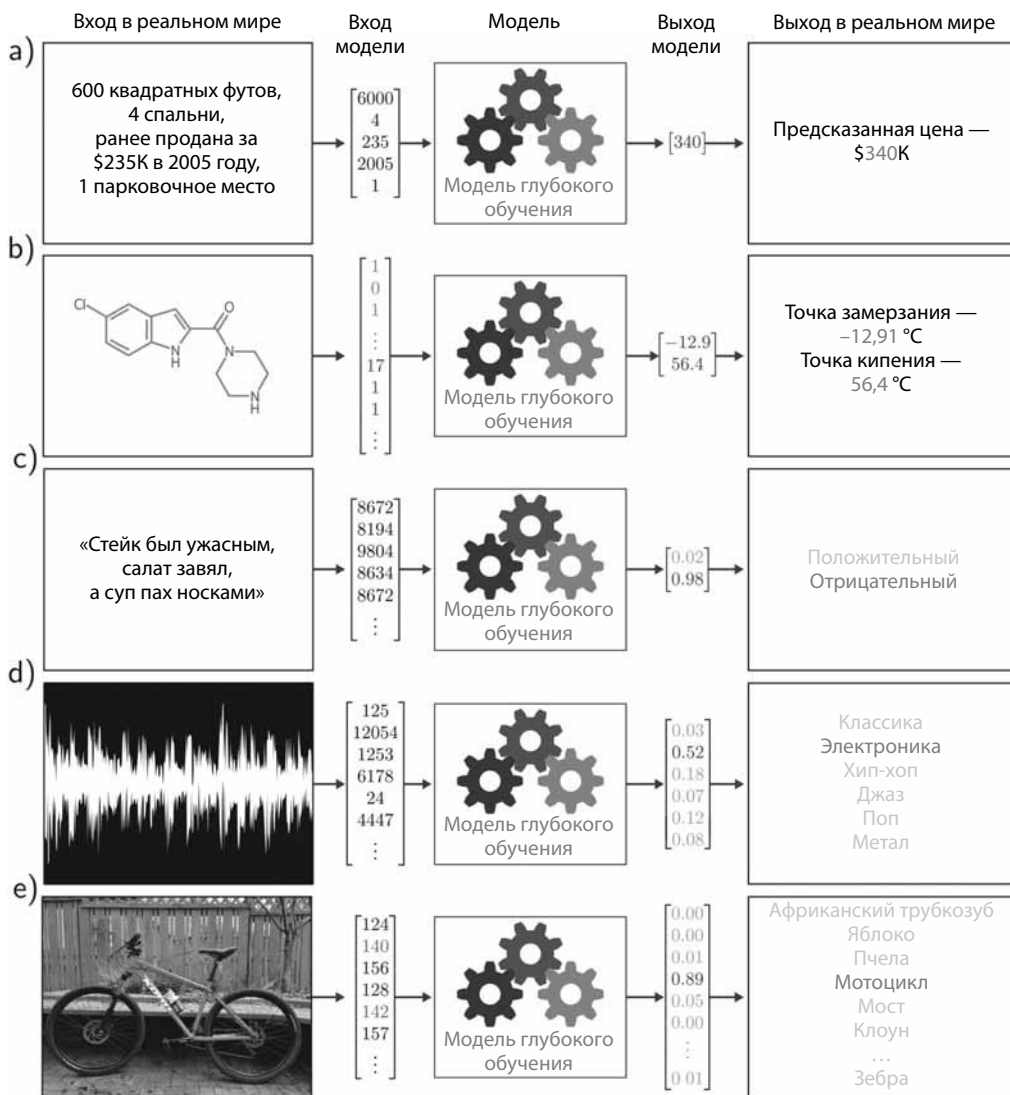 Вход в реальном мире
Вход
модели
Модель
Выход
модели
Выход в реальном мире
a)
600 квадратных футов,
4 спальни,
ранее продана за
$235К в 2005 году,
1 парковочное место
6000
4
235
2005
1
Модель глубокого
обучения
[340]
Предсказанная цена —
$340К
b)
Cl
O
N
H
N
N
H
1
0
1
⋮
17
1
1
⋮
Модель глубокого
обучения
−12.9
56.4
Точка замерзания —
–12,91 °C
Точка кипения —
56,4 °C
c)
«Стейк был ужасным,
салат завял,
а суп пах носками»
8672
8194
9804
8634
8672
⋮
Модель глубокого
обучения
0.02
0.98
Положительный
Отрицательный
d)
125
12054
1253
6178
24
4447
⋮
Модель глубокого
обучения
0.03
0.52
0.18
0.07
0.12
0.08
Классика
Электроника
Хип-хоп
Джаз
Поп
Метал
e)
124
140
156
128
142
157
⋮
Модель глубокого
обучения
0.00
0.00
0.01
0.89
0.05
0.00
⋮
0 01
Африканский трубкозуб
Яблоко
Пчела
Мотоцикл
Мост
Клоун
...
Зебра